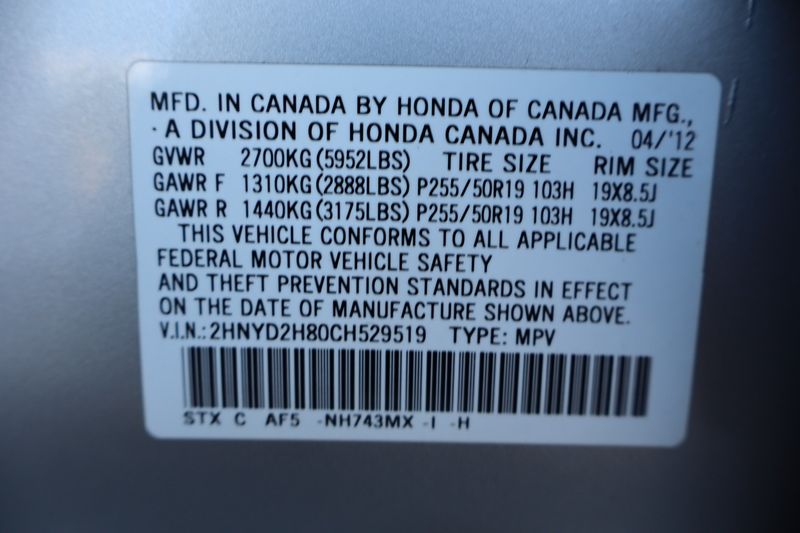 MFD. IN CANADA BY HONDA OF CANADA MFG.,
A DIVISION OF HONDA CANADA INC. 04/'12
GVWR 2700KG (5952LBS) TIRE SIZE RIM SIZE
GAWR F 1310KG (2888LBS) P255/50R19 103H 19X8.5J
GAWR R 1440KG (3175LBS) P255/50R19 103H 19X8.5J
THIS VEHICLE CONFORMS TO ALL APPLICABLE
FEDERAL MOTOR VEHICLE SAFETY
AND THEFT PREVENTION STANDARDS IN EFFECT
ON THE DATE OF MANUFACTURE SHOWN ABOVE.
V.I.N.: 2HNYD2H80CH529519 TYPE: MPV
STX C AF5 -NH743MX -I -H